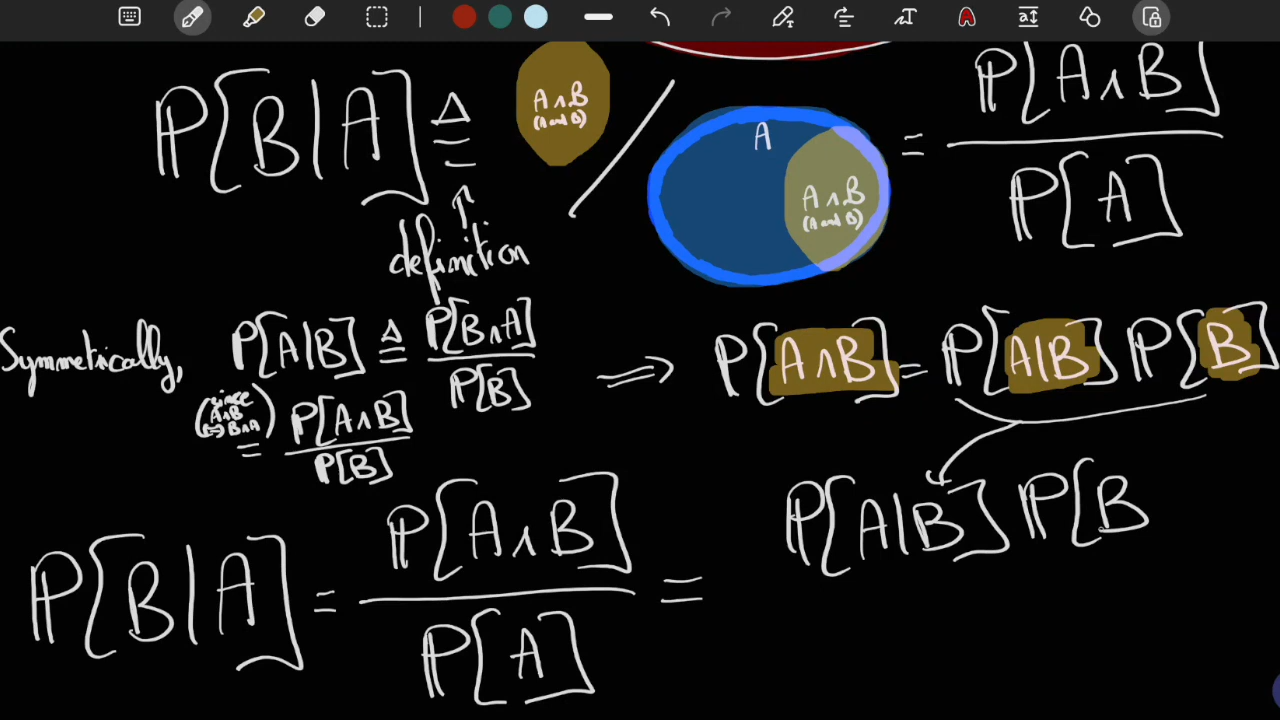 P[B|A] ≜ A∧B (A and B) / A A∧B (A and B) = P[A∧B] / P[A]
definition
Symmetrically, P[A|B] ≜ P[B∧A] / P[B] ⟹ P[A∧B] = P[A|B] P[B]
(since A∧B ⟺ B∧A) = P[A∧B] / P[B]
P[B|A] = P[A∧B] / P[A] = P[A|B] P[B